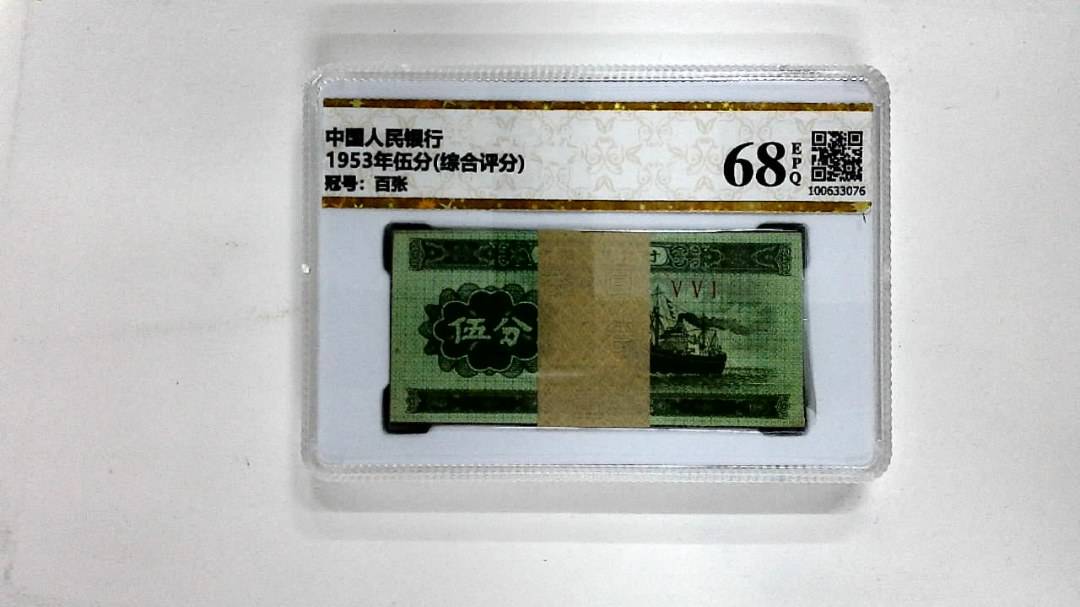 中国人民银行
1953年伍分(综合评分)
冠号：百张
68
EPQ
100633076
VVI
伍分